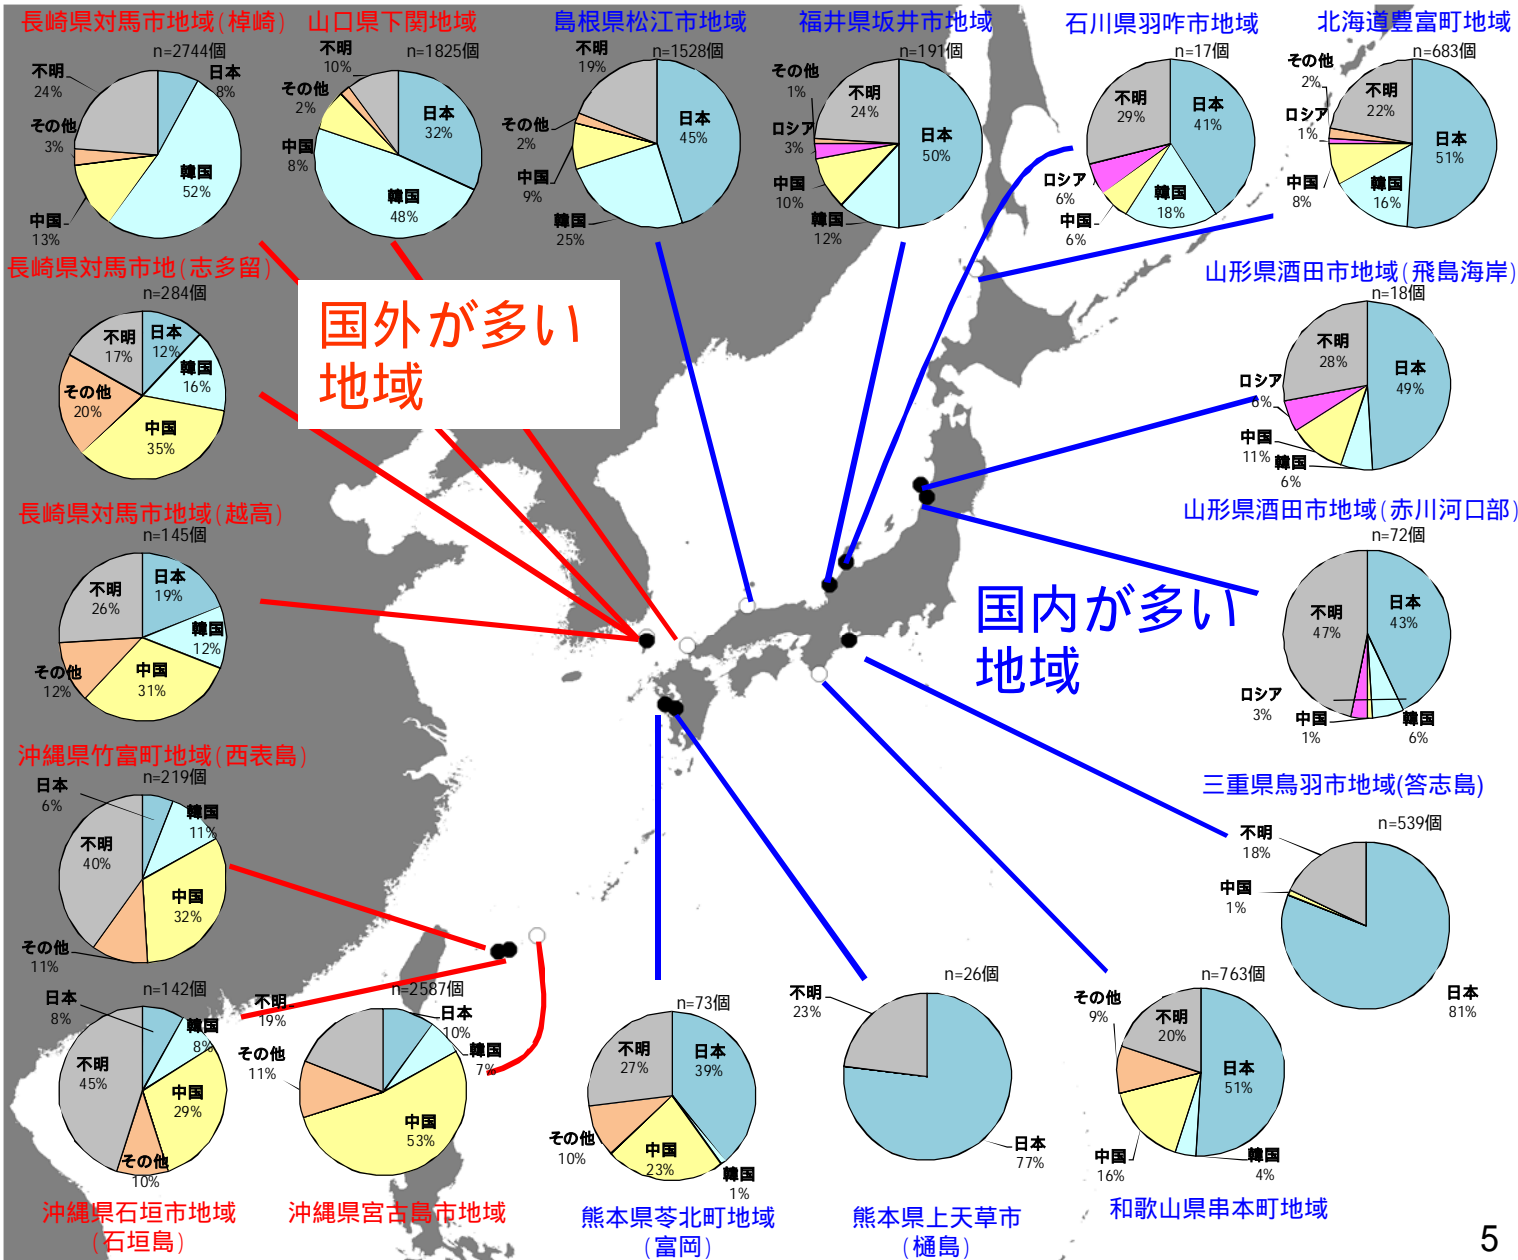 長崎県対馬市地域(棹崎)
n=2744個
不明
24%
日本
8%
その他
3%
韓国
52%
中国
13%
山口県下関地域
n=1825個
不明
10%
その他
2%
日本
32%
中国
8%
韓国
48%
島根県松江市地域
n=1528個
不明
19%
その他
2%
日本
45%
中国
9%
韓国
25%
福井県坂井市地域
n=191個
その他
1%
不明
24%
ロシア
3%
日本
50%
中国
10%
韓国
12%
石川県羽咋市地域
n=17個
不明
29%
日本
41%
ロシア
6%
中国
6%
韓国
18%
北海道豊富町地域
n=683個
その他
2%
不明
22%
ロシア
1%
日本
51%
中国
8%
韓国
16%
長崎県対馬市地(志多留)
n=284個
不明
17%
日本
12%
韓国
16%
その他
20%
中国
35%
国外が多い
地域
山形県酒田市地域(飛島海岸)
n=18個
不明
28%
日本
49%
ロシア
6%
中国
11%
韓国
6%
長崎県対馬市地域(越高)
n=145個
不明
26%
日本
19%
韓国
12%
その他
12%
中国
31%
山形県酒田市地域(赤川河口部)
n=72個
不明
47%
日本
43%
ロシア
3%
中国
1%
韓国
6%
国内が多い
地域
沖縄県竹富町地域(西表島)
n=219個
日本
6%
韓国
11%
不明
40%
中国
32%
その他
11%
三重県鳥羽市地域(答志島)
n=539個
不明
18%
中国
1%
日本
81%
n=142個
日本
8%
韓国
8%
不明
45%
中国
29%
その他
10%
沖縄県石垣市地域
(石垣島)
n=2587個
不明
19%
日本
10%
韓国
7%
その他
11%
中国
53%
沖縄県宮古島市地域
n=73個
不明
27%
日本
39%
その他
10%
中国
23%
韓国
1%
熊本県苓北町地域
(富岡)
n=26個
不明
23%
日本
77%
熊本県上天草市
(樋島)
n=763個
その他
9%
不明
20%
日本
51%
中国
16%
韓国
4%
和歌山県串本町地域
5